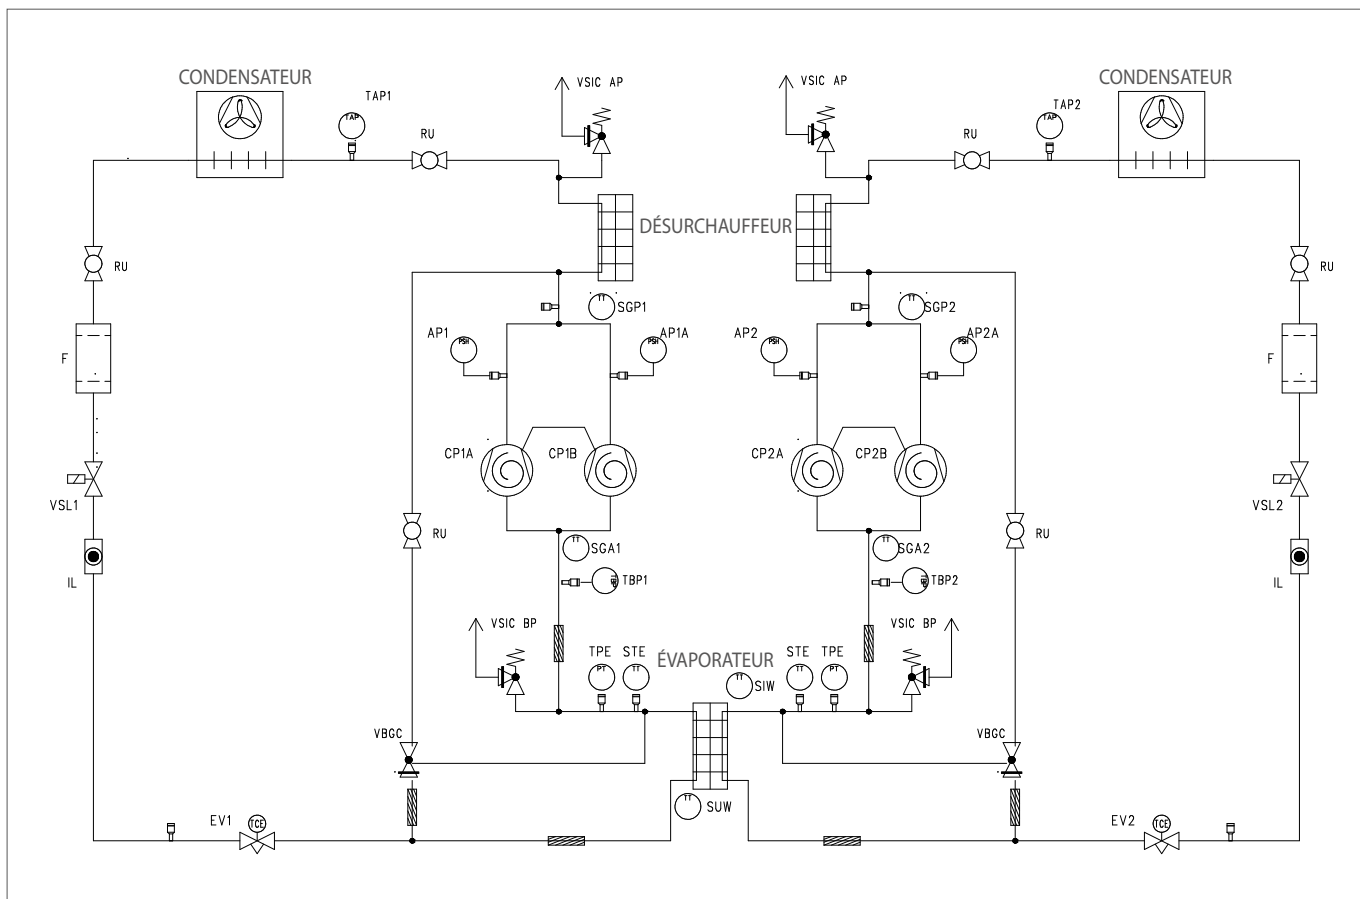 CONDENSATEUR
VSIC AP
VSIC AP
CONDENSATEUR
TAP1
TAP
RU
RU
TAP2
TAP
DÉSURCHAUFFEUR
RU
RU
TT
SGP1
TT
SGP2
F
AP1
PSH
AP1A
PSH
AP2
PSH
AP2A
PSH
F
CP1A
CP1B
CP2A
CP2B
VSL1
VSL2
RU
RU
TT
SGA1
TT
SGA2
IL
TBP1
TBP2
IL
VSIC BP
VSIC BP
TPE
PT
STE
TT
ÉVAPORATEUR
STE
TT
TPE
PT
TT
SIW
VBGC
VBGC
TT
SUW
EV1
TCE
EV2
TCE